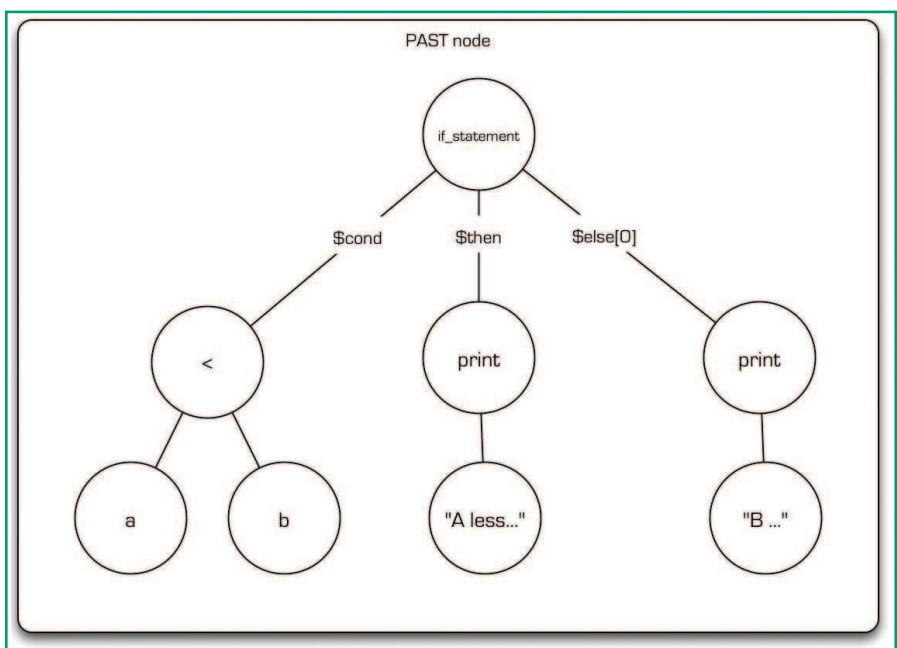 PAST node
if_statement
$cond
$then
$else[0]
<
print
print
a
b
"A less..."
"B ..."